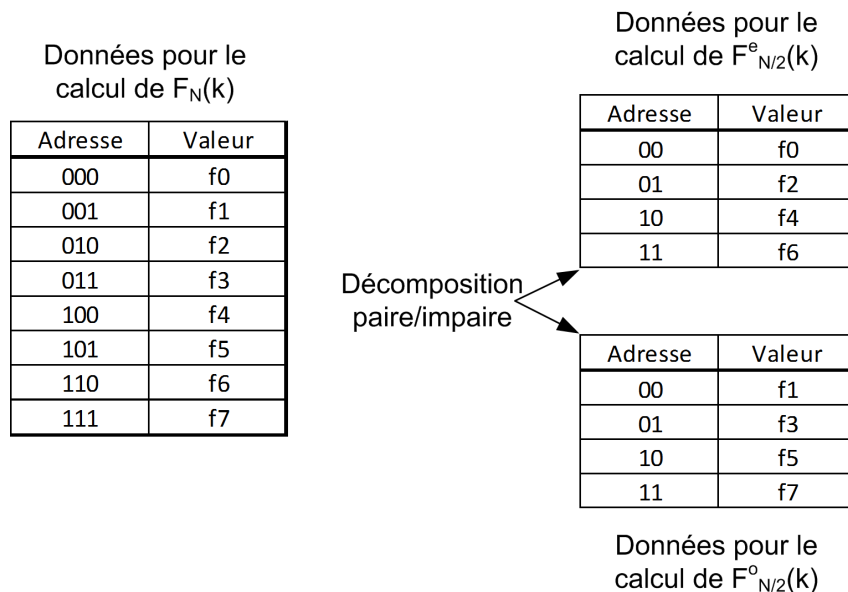 Données pour le
calcul de F_N(k)
Adresse Valeur
000 f0
001 f1
010 f2
011 f3
100 f4
101 f5
110 f6
111 f7
Décomposition
paire/impaire
Données pour le
calcul de F^e_{N/2}(k)
Adresse Valeur
00 f0
01 f2
10 f4
11 f6
Adresse Valeur
00 f1
01 f3
10 f5
11 f7
Données pour le
calcul de F^o_{N/2}(k)